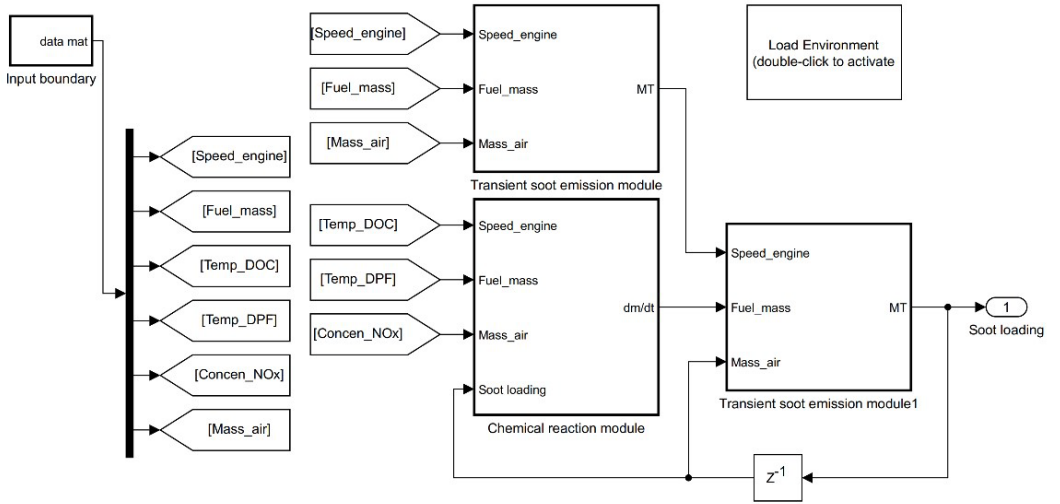 data mat
Input boundary
[Speed_engine]
[Fuel_mass]
[Temp_DOC]
[Temp_DPF]
[Concen_NOx]
[Mass_air]
[Speed_engine]
[Fuel_mass]
[Mass_air]
Speed_engine
Fuel_mass
Mass_air
MT
Transient soot emission module
[Temp_DOC]
[Temp_DPF]
[Concen_NOx]
Speed_engine
Fuel_mass
Mass_air
Soot loading
dm/dt
Chemical reaction module
Load Environment
(double-click to activate
Speed_engine
Fuel_mass
Mass_air
MT
Transient soot emission module1
1
Soot loading
Z-1